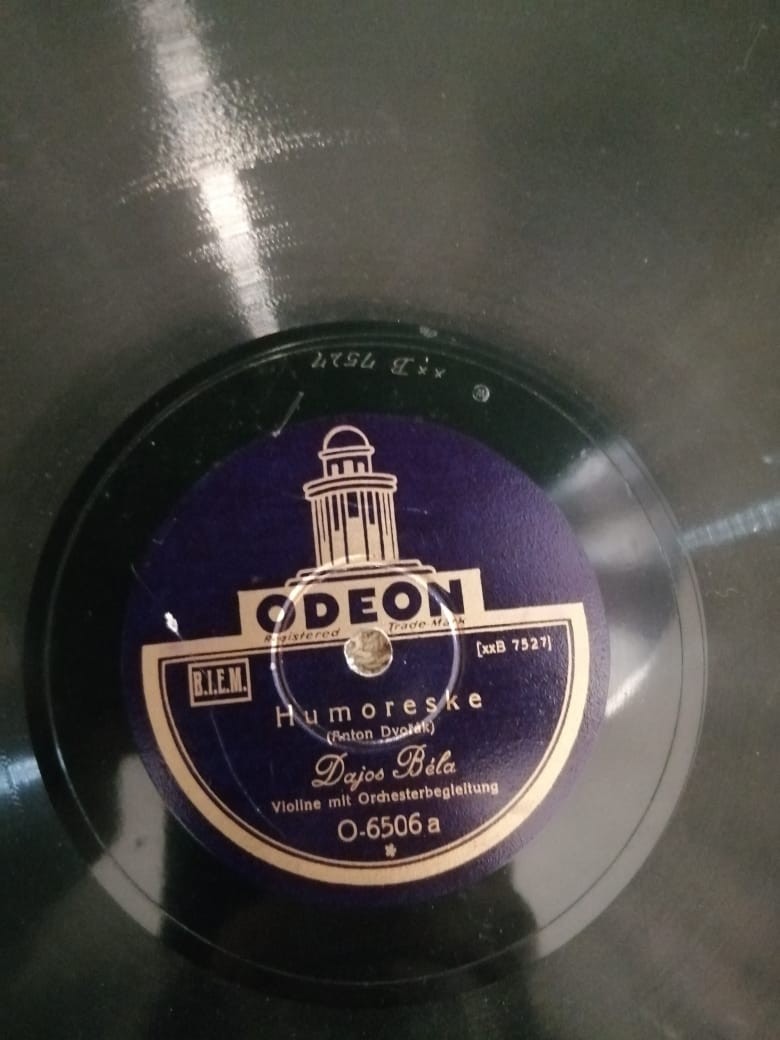 xxB 7527
ODEON
Registered Trade Mark
[xxB 7527]
B.I.E.M.
Humoreske
(Anton Dvořák)
Dajos Béla
Violine mit Orchesterbegleitung
O-6506 a
*